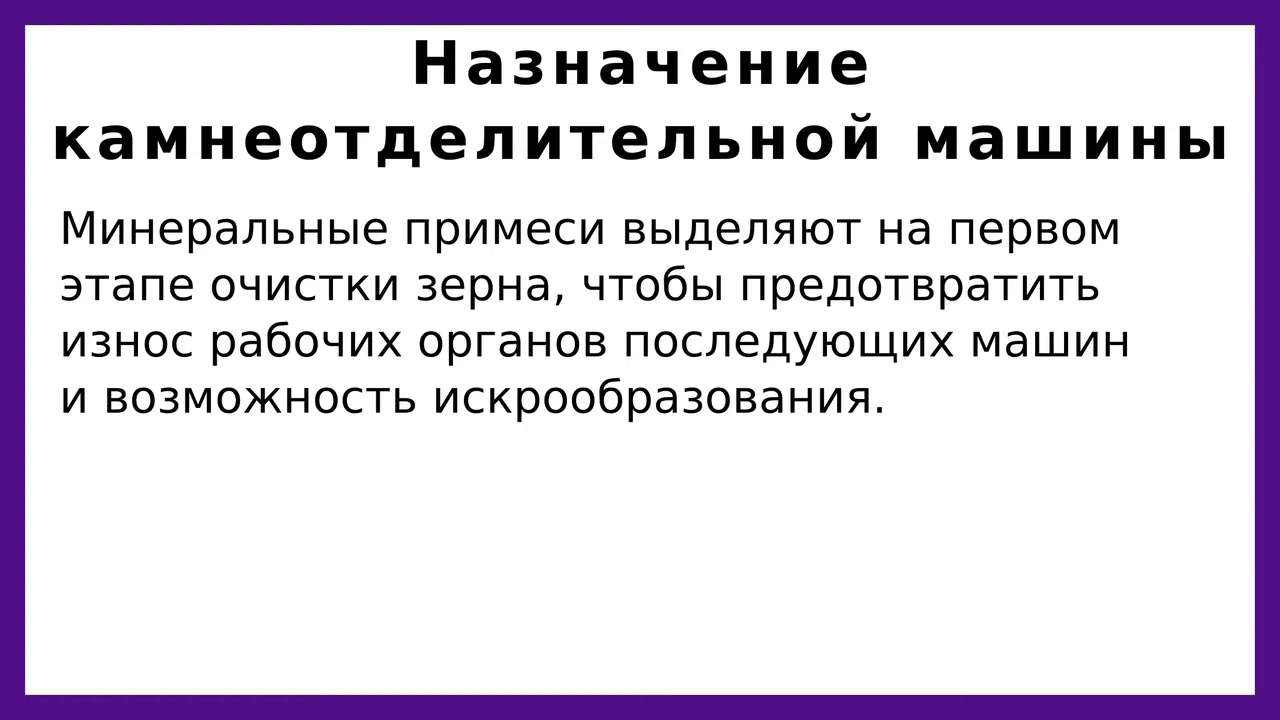 Назначение
камнеотделительной машины
Минеральные примеси выделяют на первом
этапе очистки зерна, чтобы предотвратить
износ рабочих органов последующих машин
и возможность искрообразования.